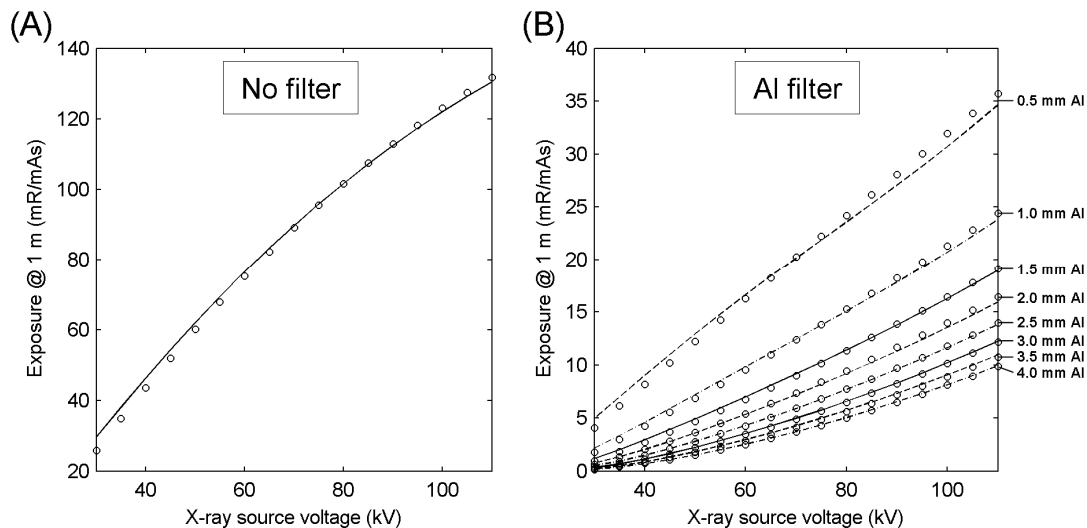 (A)
No filter
140
120
100
80
60
40
20
40
60
80
100
Exposure @ 1 m (mR/mAs)
X-ray source voltage (kV)
(B)
Al filter
40
35
30
25
20
15
10
5
0
40
60
80
100
Exposure @ 1 m (mR/mAs)
X-ray source voltage (kV)
0.5 mm Al
1.0 mm Al
1.5 mm Al
2.0 mm Al
2.5 mm Al
3.0 mm Al
3.5 mm Al
4.0 mm Al